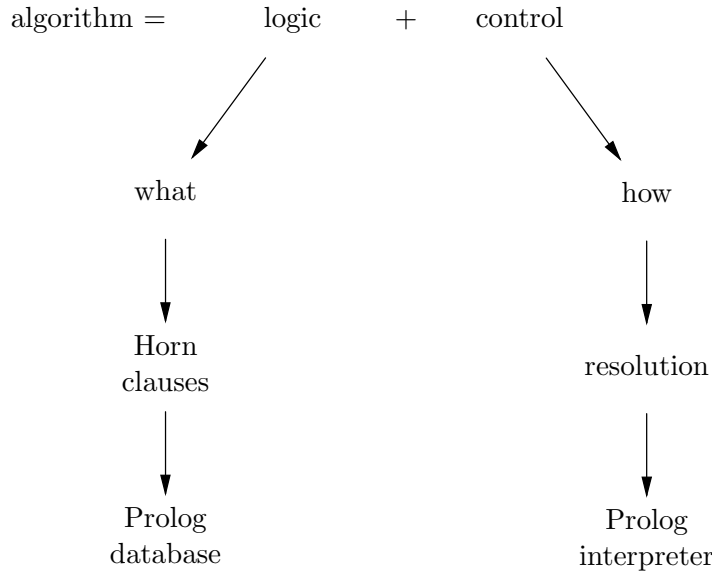 algorithm = logic + control
what how
Horn
clauses
resolution
Prolog
database
Prolog
interpreter